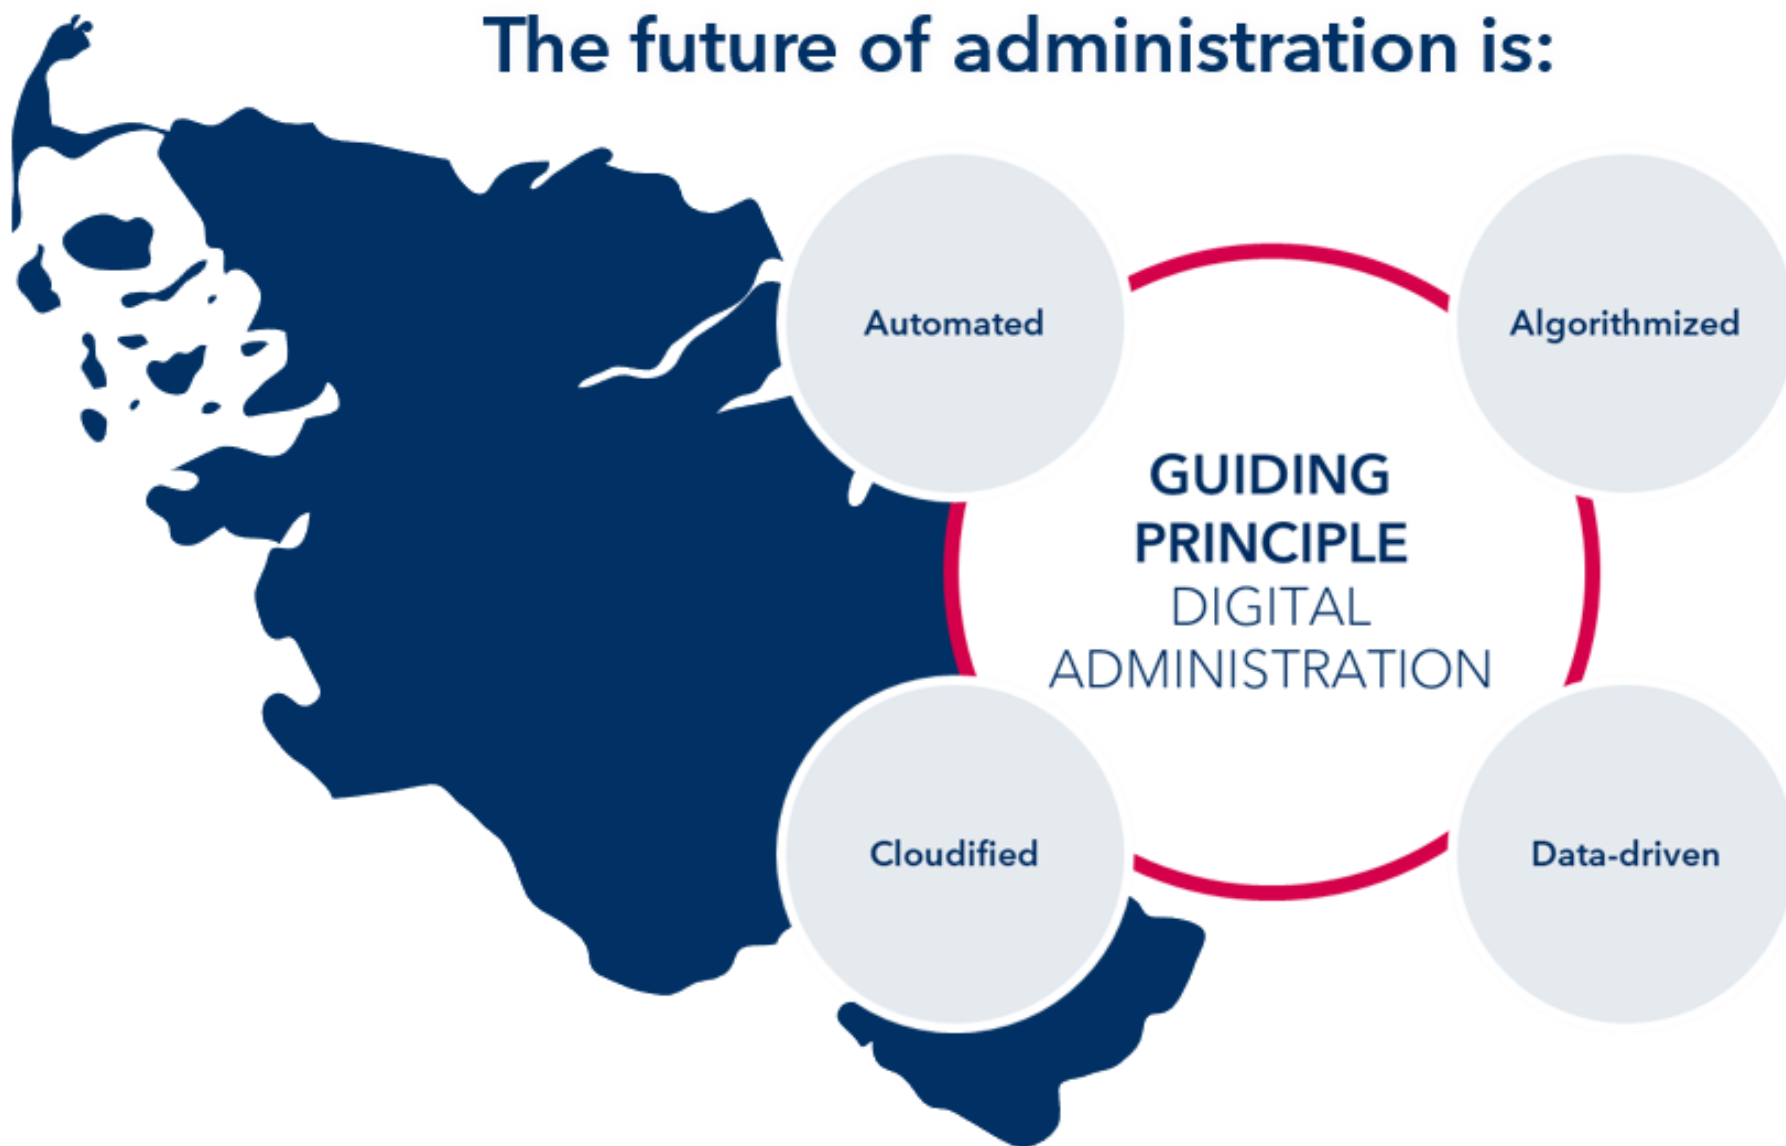 The future of administration is:
Automated
Algorithmized
GUIDING
PRINCIPLE
DIGITAL
ADMINISTRATION
Cloudified
Data-driven